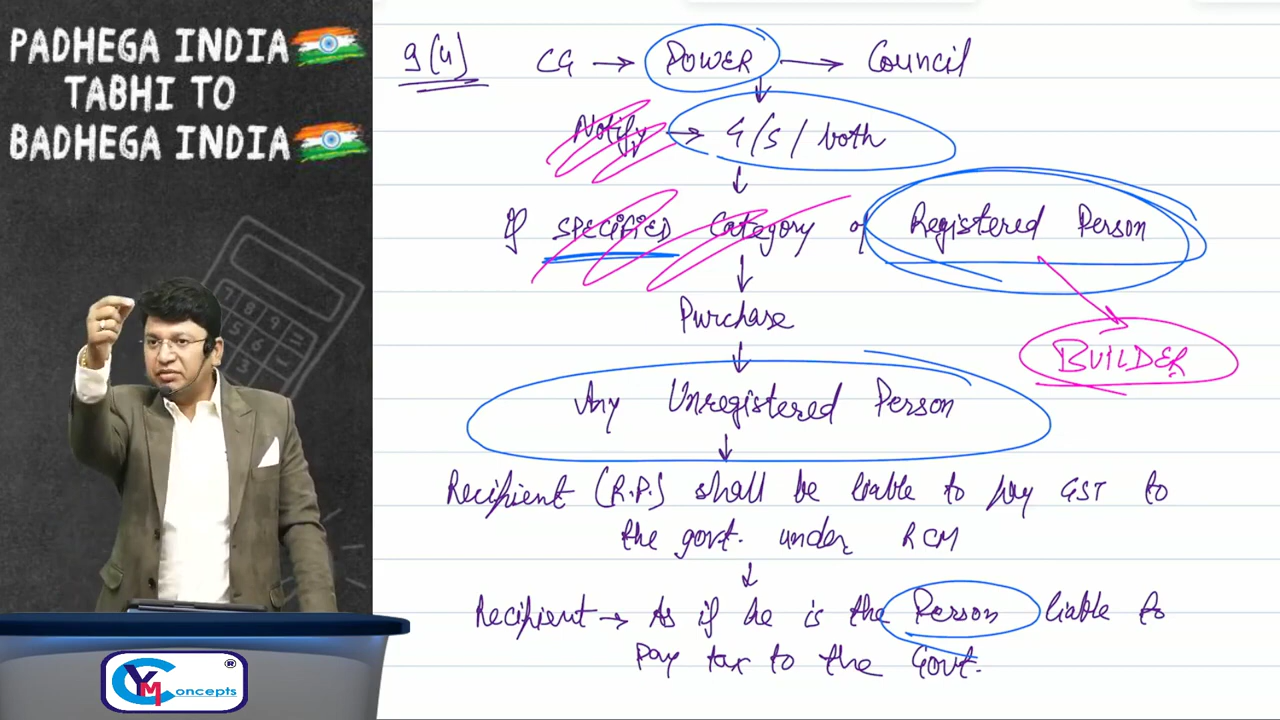 PADHEGA INDIA
TABHI TO
BADHEGA INDIA
9(4) CG → POWER → Council
Notify → G/S/both
If SPECIFIED Category of Registered Person
Purchase
BUILDER
Any Unregistered Person
Recipient (R.P.) shall be liable to pay GST to
the govt. under RCM
Recipient → As if he is the Person liable to
pay tax to the Govt.
YM Concepts ®